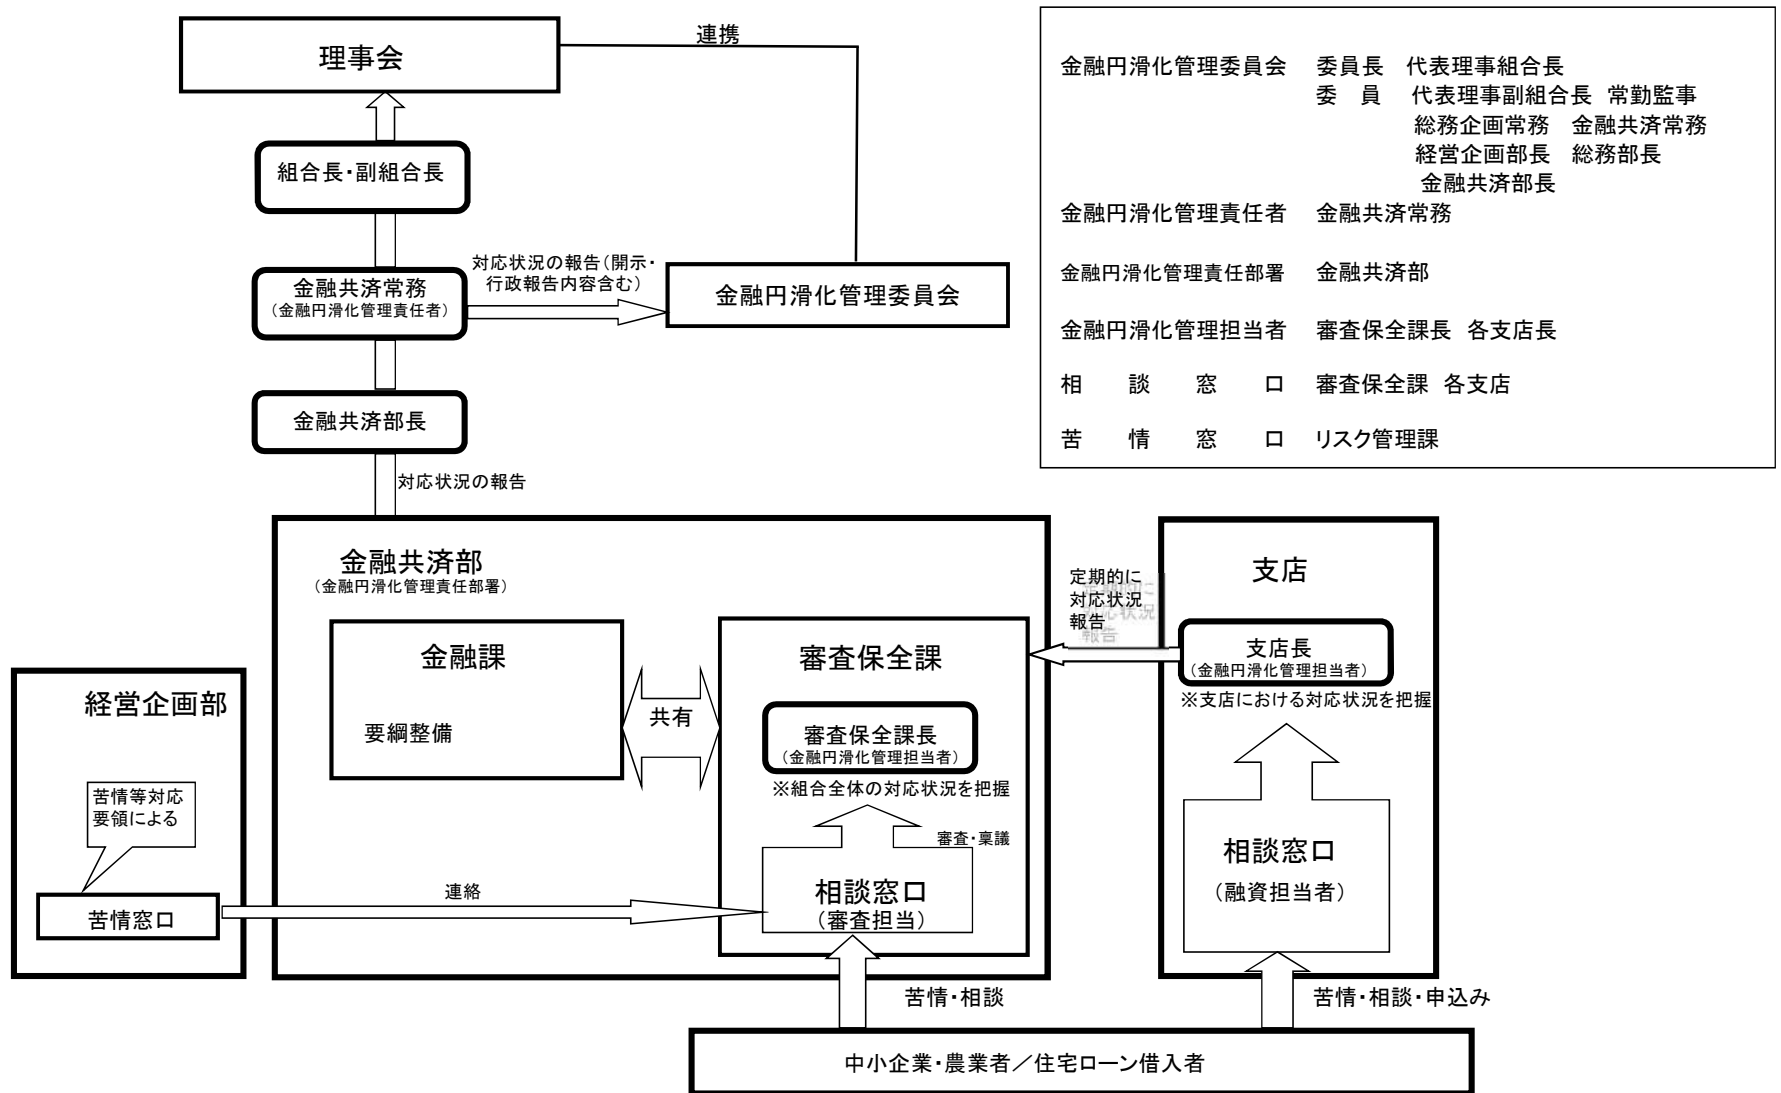 理事会
連携
組合長・副組合長
金融共済常務
(金融円滑化管理責任者)
対応状況の報告(開示・
行政報告内容含む)
金融円滑化管理委員会
金融共済部長
対応状況の報告
金融円滑化管理委員会 委員長 代表理事組合長
委 員 代表理事副組合長 常勤監事
総務企画常務 金融共済常務
経営企画部長 総務部長
金融共済部長
金融円滑化管理責任者 金融共済常務
金融円滑化管理責任部署 金融共済部
金融円滑化管理担当者 審査保全課長 各支店長
相 談 窓 口 審査保全課 各支店
苦 情 窓 口 リスク管理課
金融共済部
(金融円滑化管理責任部署)
金融課
要綱整備
共有
審査保全課
審査保全課長
(金融円滑化管理担当者)
※組合全体の対応状況を把握
審査・稟議
相談窓口
(審査担当)
定期的に
対応状況
報告
支店
支店長
(金融円滑化管理担当者)
※支店における対応状況を把握
相談窓口
(融資担当者)
経営企画部
苦情等対応
要領による
苦情窓口
連絡
苦情・相談
苦情・相談・申込み
中小企業・農業者/住宅ローン借入者